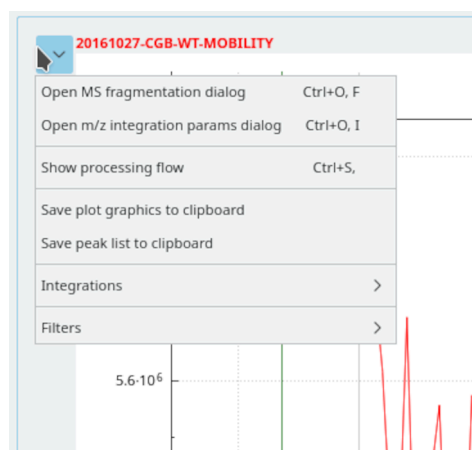 20161027-CGB-WT-MOBILITY
Open MS fragmentation dialog Ctrl+O, F
Open m/z integration params dialog Ctrl+O, I
Show processing flow Ctrl+S,
Save plot graphics to clipboard
Save peak list to clipboard
Integrations
Filters
5.6·10⁶